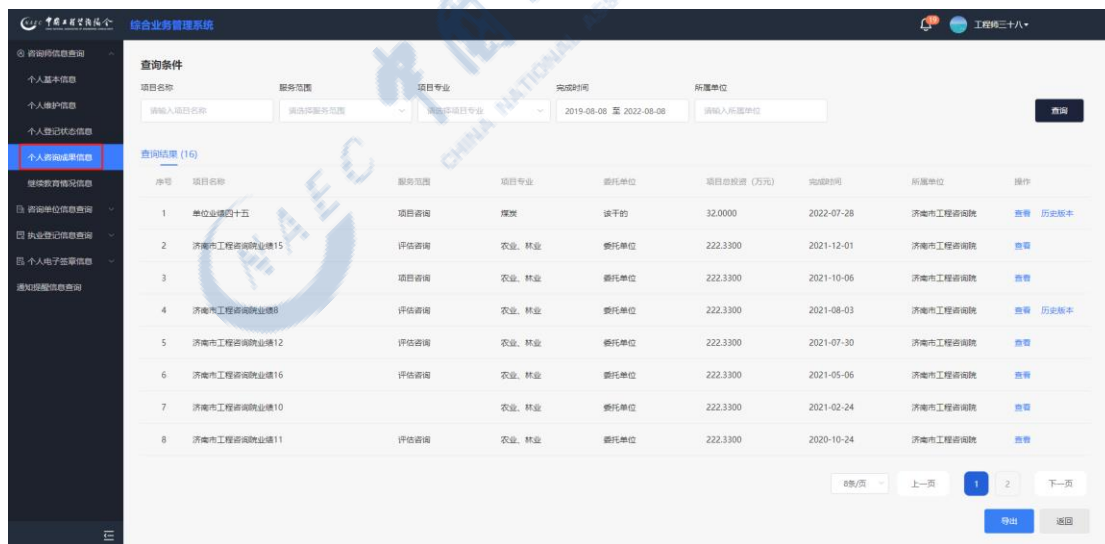 中国工程咨询协会 综合业务管理系统 工程师三十八
咨询师信息查询
个人基本信息
个人维护信息
个人登记状态信息
个人咨询成果信息
继续教育情况信息
咨询单位信息查询
执业登记信息查询
个人电子签章信息
通知提醒信息查询
查询条件
项目名称 服务范围 项目专业 完成时间 所属单位
请输入项目名称 请选择服务范围 请选择项目专业 2019-08-08 至 2022-08-08 请输入所属单位 查询
查询结果 (16)
序号 项目名称 服务范围 项目专业 委托单位 项目总投资 (万元) 完成时间 所属单位 操作
1 单位业绩四十五 项目咨询 煤炭 该干的 32.0000 2022-07-28 济南市工程咨询院 查看 历史版本
2 济南市工程咨询院业绩15 评估咨询 农业、林业 委托单位 222.3300 2021-12-01 济南市工程咨询院 查看
3 项目咨询 农业、林业 委托单位 222.3300 2021-10-06 济南市工程咨询院 查看
4 济南市工程咨询院业绩8 评估咨询 农业、林业 委托单位 222.3300 2021-08-03 济南市工程咨询院 查看 历史版本
5 济南市工程咨询院业绩12 评估咨询 农业、林业 委托单位 222.3300 2021-07-30 济南市工程咨询院 查看
6 济南市工程咨询院业绩16 评估咨询 农业、林业 委托单位 222.3300 2021-05-06 济南市工程咨询院 查看
7 济南市工程咨询院业绩10 农业、林业 委托单位 222.3300 2021-02-24 济南市工程咨询院 查看
8 济南市工程咨询院业绩11 评估咨询 农业、林业 委托单位 222.3300 2020-10-24 济南市工程咨询院 查看
8条/页 上一页 1 2 下一页
导出 返回
NAEC
CHINA NATIONAL ASS